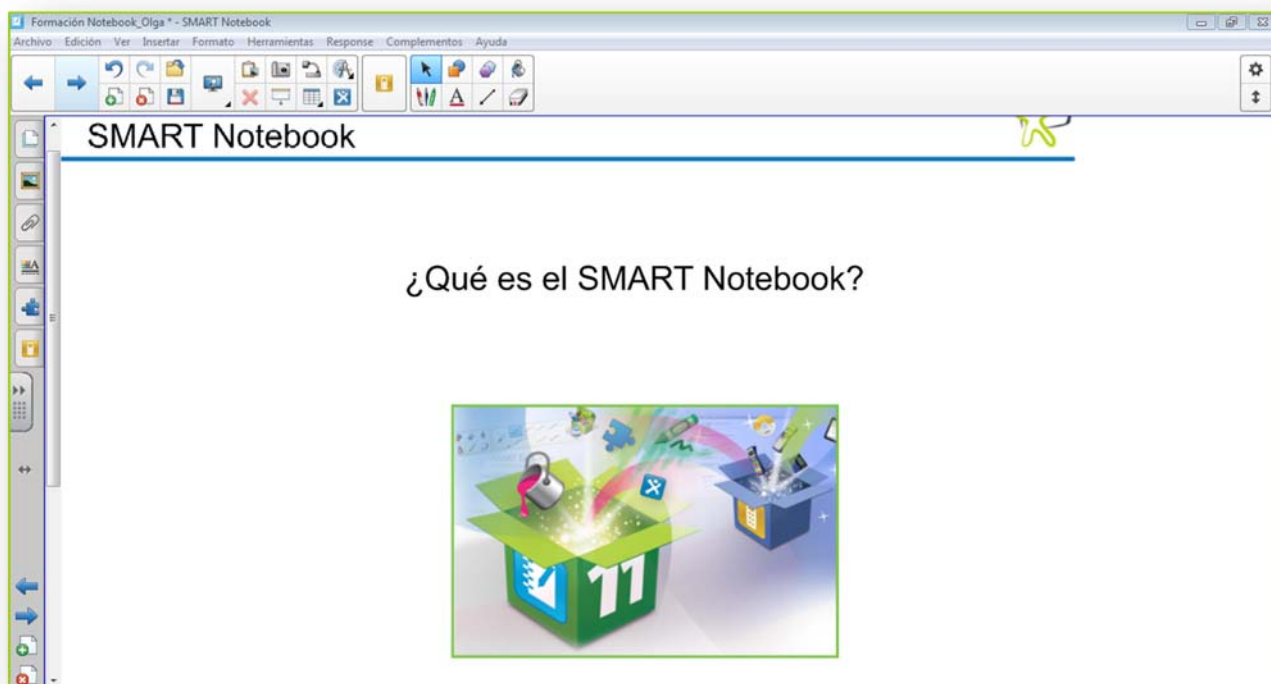 Formación Notebook_Olga * - SMART Notebook
Archivo Edición Ver Insertar Formato Herramientas Response Complementos Ayuda
SMART Notebook
¿Qué es el SMART Notebook?
11